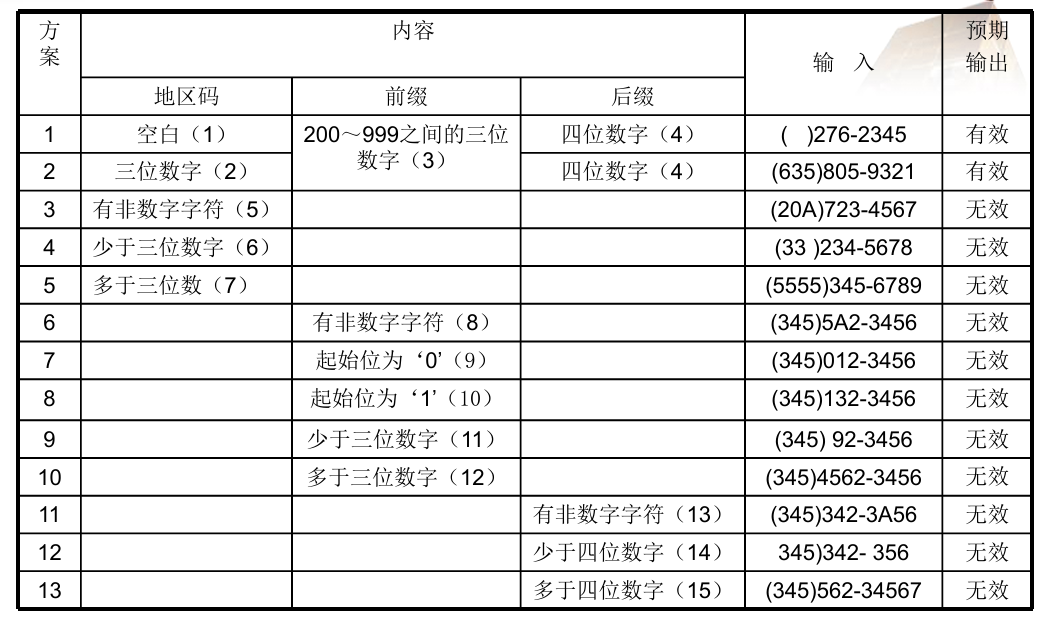 方案 内容 输 入 预期输出
地区码 前缀 后缀
1 空白（1） 200～999之间的三位数字（3） 四位数字（4） (   )276-2345 有效
2 三位数字（2） 四位数字（4） (635)805-9321 有效
3 有非数字字符（5） (20A)723-4567 无效
4 少于三位数字（6） (33 )234-5678 无效
5 多于三位数（7） (5555)345-6789 无效
6 有非数字字符（8） (345)5A2-3456 无效
7 起始位为‘0’（9） (345)012-3456 无效
8 起始位为‘1’（10） (345)132-3456 无效
9 少于三位数字（11） (345) 92-3456 无效
10 多于三位数字（12） (345)4562-3456 无效
11 有非数字字符（13） (345)342-3A56 无效
12 少于四位数字（14） 345)342- 356 无效
13 多于四位数字（15） (345)562-34567 无效